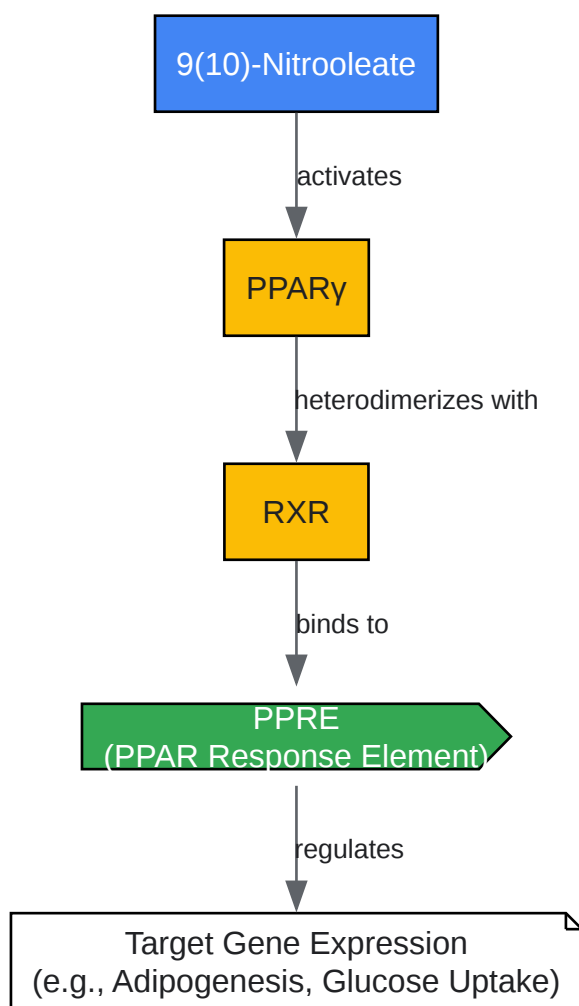 9(10)-Nitrooleate
activates
PPARγ
heterodimerizes with
RXR
binds to
PPRE
(PPAR Response Element)
regulates
Target Gene Expression
(e.g., Adipogenesis, Glucose Uptake)